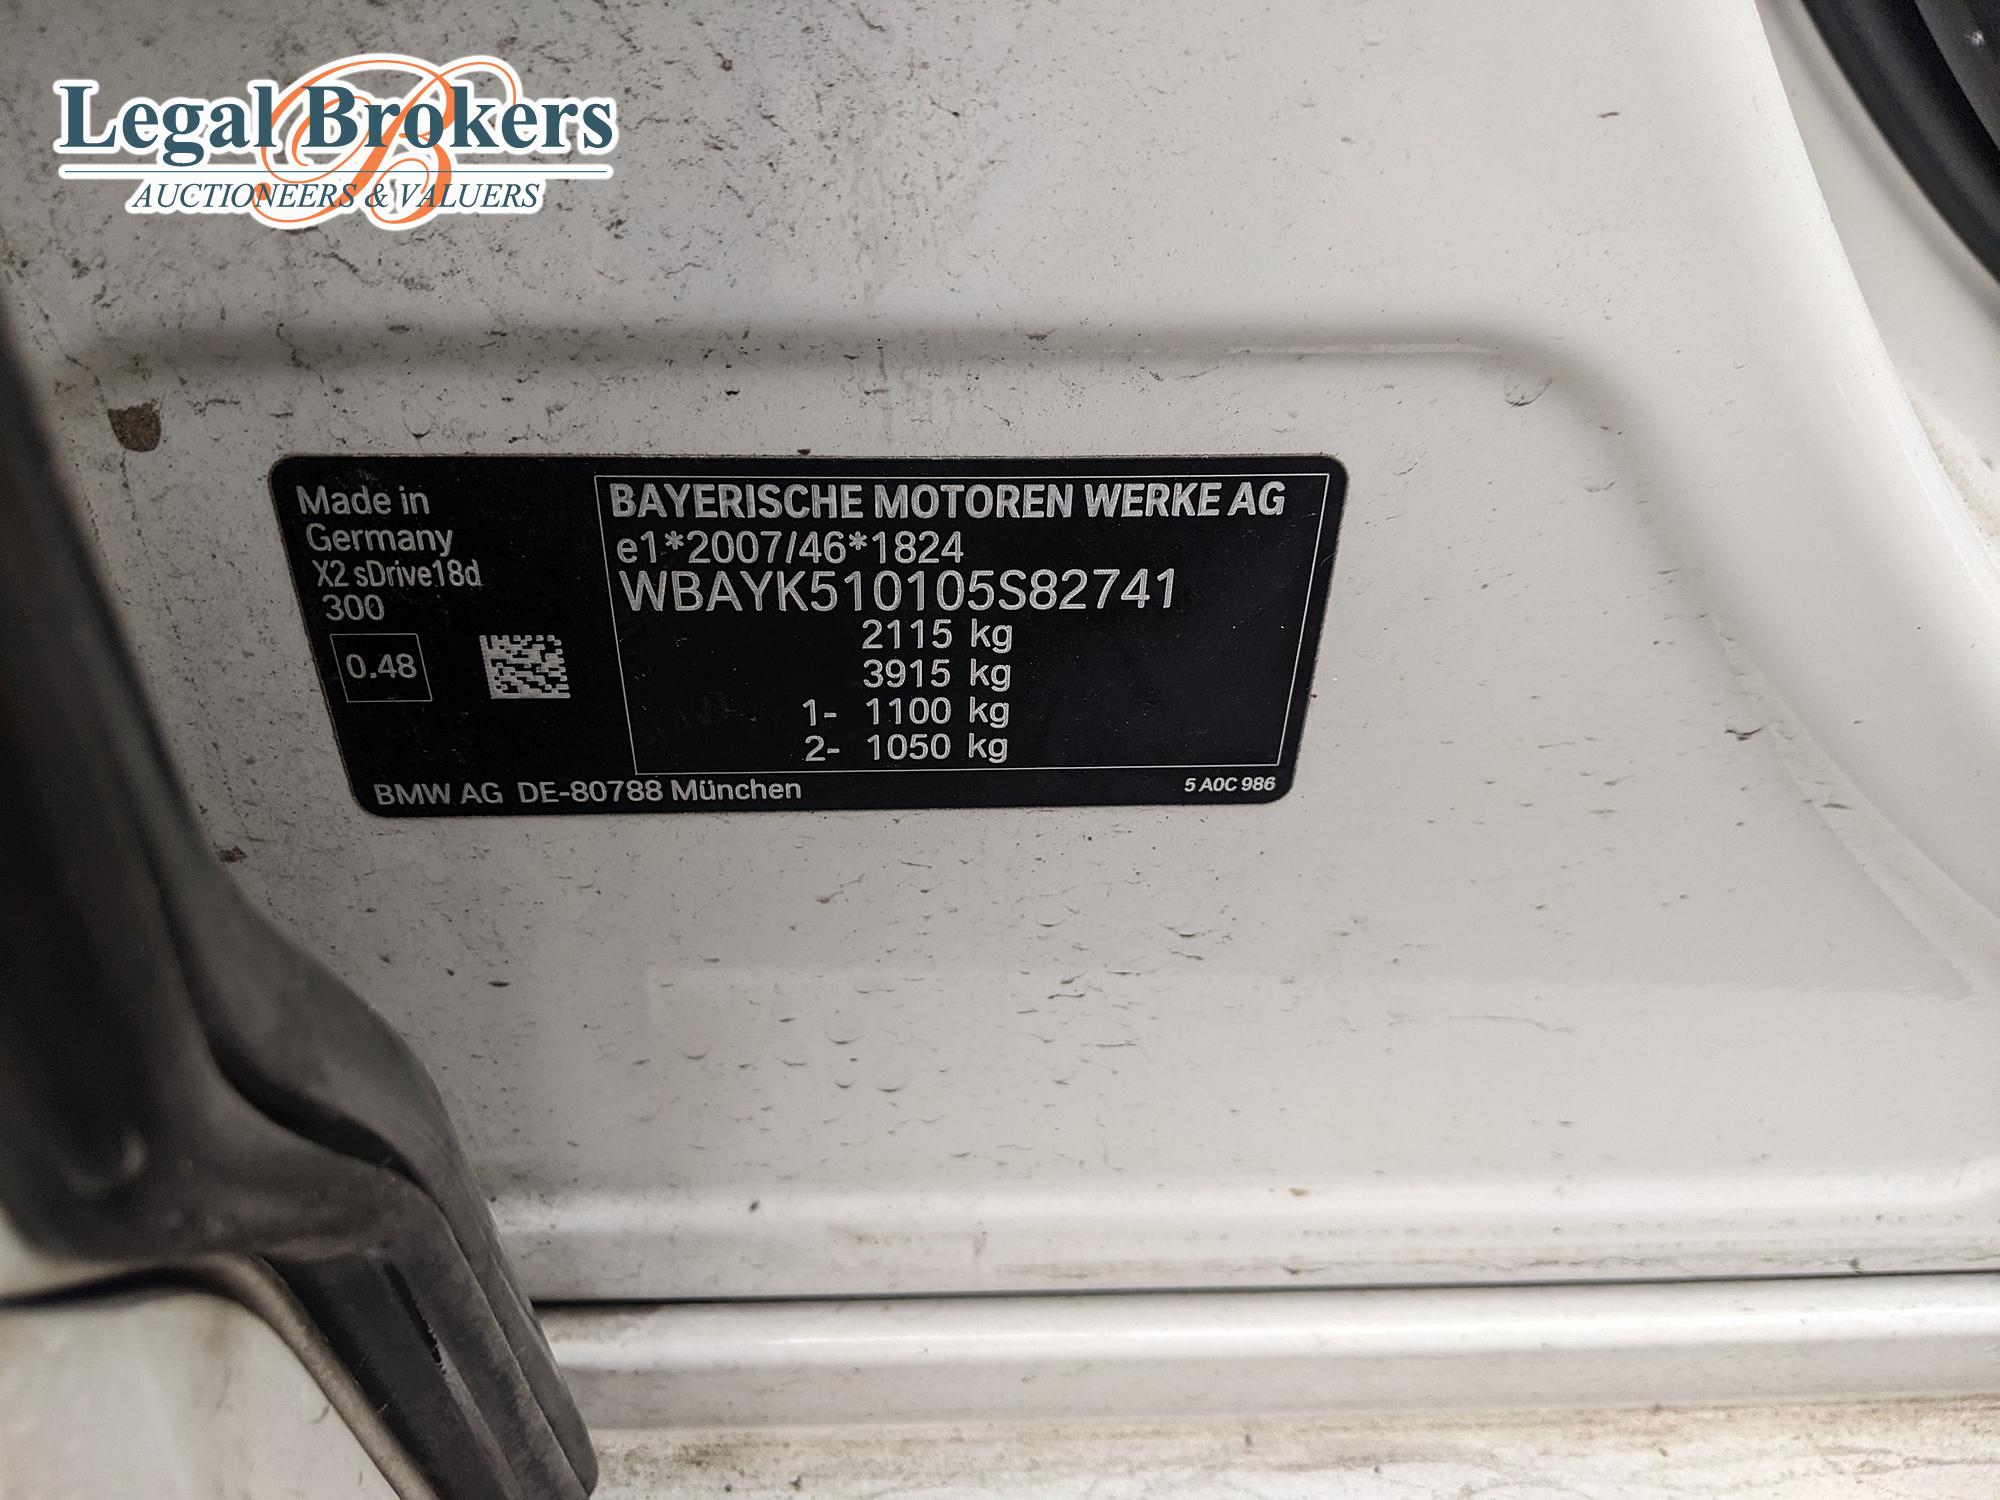 Legal Brokers
AUCTIONEERS & VALUERS
Made in
Germany
X2 sDrive18d
300
0.48
BAYERISCHE MOTOREN WERKE AG
e1*2007/46*1824
WBAYK510105S82741
2115 kg
3915 kg
1- 1100 kg
2- 1050 kg
BMW AG DE-80788 München
5 A0C 986